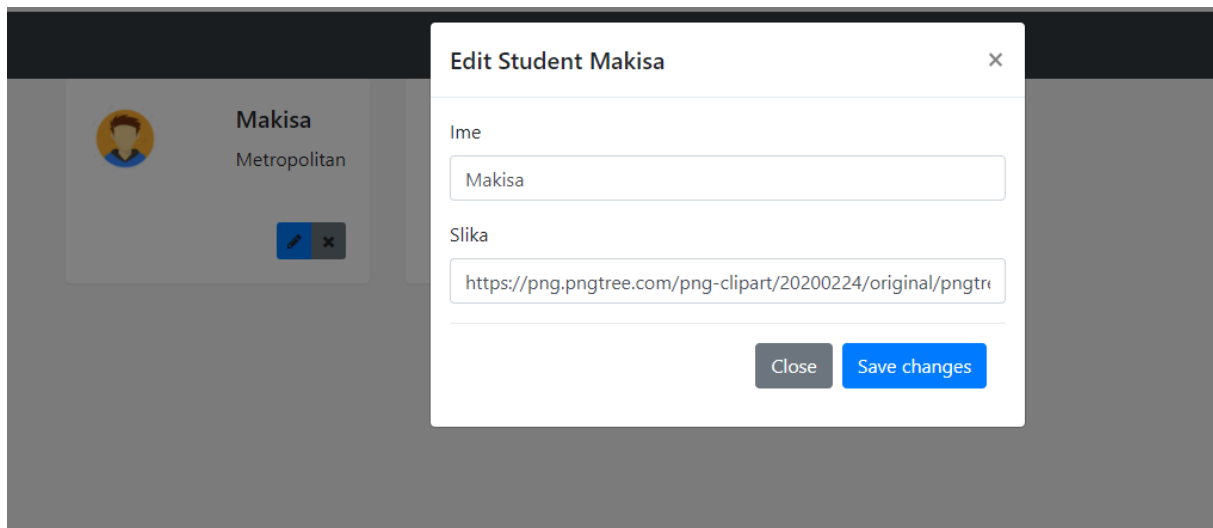 Edit Student Makisa
×
Makisa
Metropolitan
Ime
Makisa
Slika
https://png.pngtree.com/png-clipart/20200224/original/pngtr
Close
Save changes